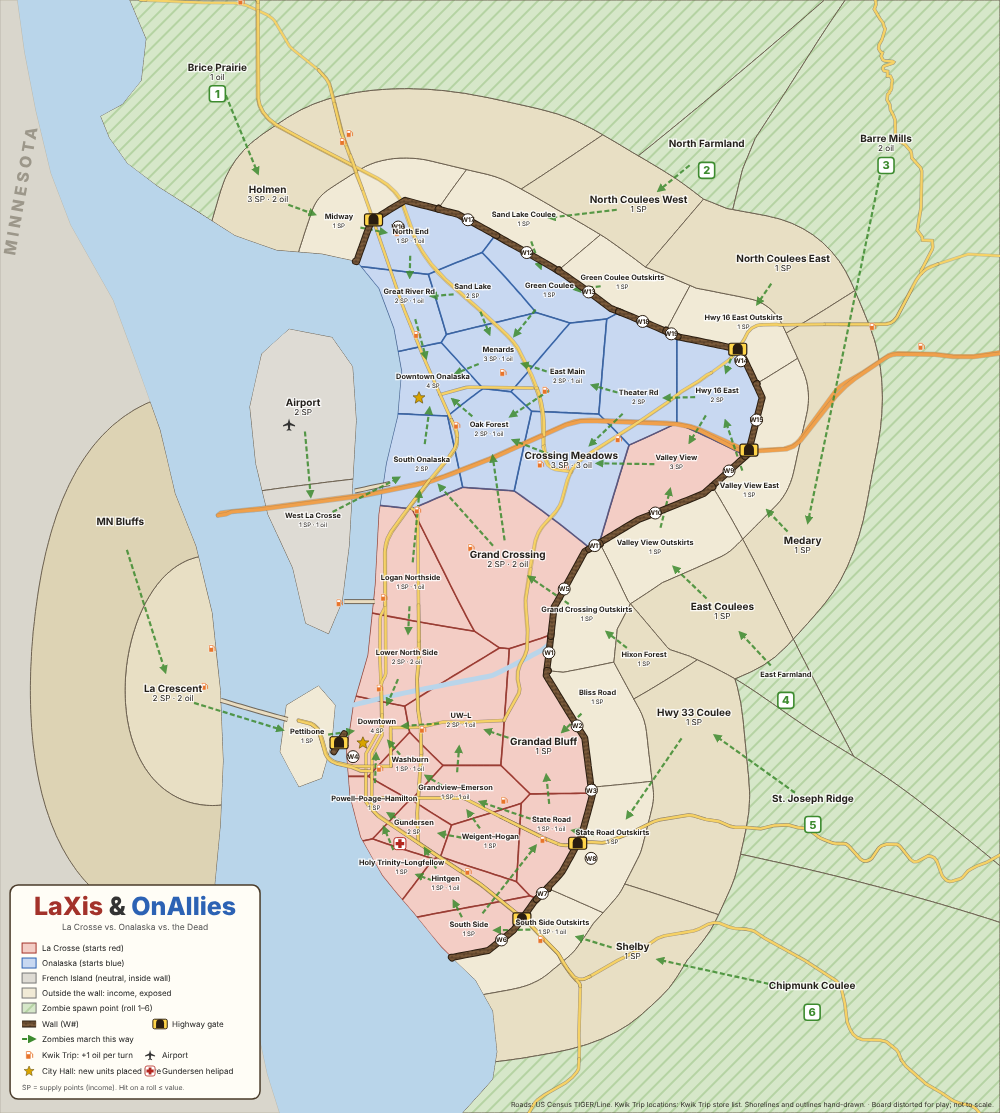 Brice Prairie
1 oil
1
MINNESOTA
Holmen
3 SP · 2 oil
Midway
1 SP
North End
1 SP · 1 oil
W17
Sand Lake Coulee
1 SP
North Farmland
2
North Coulees West
1 SP
Barre Mills
2 oil
3
North Coulees East
1 SP
W12
Green Coulee
1 SP
W13
Green Coulee Outskirts
1 SP
Great River Rd
2 SP · 1 oil
Sand Lake
2 SP
W18
W19
Hwy 16 East Outskirts
1 SP
W14
Menards
3 SP · 1 oil
Downtown Onalaska
4 SP
East Main
2 SP · 1 oil
Theater Rd
2 SP
Hwy 16 East
2 SP
W15
Airport
2 SP
Oak Forest
2 SP · 1 oil
South Onalaska
2 SP
Crossing Meadows
3 SP · 3 oil
Valley View
3 SP
W9
Valley View East
1 SP
West La Crosse
1 SP · 1 oil
W10
MN Bluffs
Valley View Outskirts
1 SP
W11
Medary
1 SP
Grand Crossing
2 SP · 2 oil
Logan Northside
1 SP · 1 oil
W5
Grand Crossing Outskirts
1 SP
East Coulees
1 SP
Lower North Side
2 SP · 2 oil
W1
Hixon Forest
1 SP
East Farmland
4
La Crescent
2 SP · 2 oil
Bliss Road
1 SP
Hwy 33 Coulee
1 SP
Pettibone
1 SP
Downtown
4 SP
UW–L
2 SP · 1 oil
W2
Grandad Bluff
1 SP
W4
Washburn
1 SP · 1 oil
Grandview–Emerson
1 SP · 1 oil
W3
Powell–Poage–Hamilton
1 SP
St. Joseph Ridge
5
Gundersen
2 SP
State Road
1 SP · 1 oil
State Road Outskirts
1 SP
Weigent–Hogan
1 SP
W8
Holy Trinity–Longfellow
1 SP
Hintgen
1 SP · 1 oil
W7
South Side
1 SP
South Side Outskirts
1 SP · 1 oil
W6
Shelby
1 SP
Chipmunk Coulee
6
LaXis & OnAllies
La Crosse vs. Onalaska vs. the Dead
La Crosse (starts red)
Onalaska (starts blue)
French Island (neutral, inside wall)
Outside the wall: income, exposed
Zombie spawn point (roll 1–6)
Wall (W#)
Highway gate
Zombies march this way
Kwik Trip: +1 oil per turn
Airport
City Hall: new units placed
Gundersen helipad
SP = supply points (income). Hit on a roll ≤ value.
Roads: US Census TIGER/Line. Kwik Trip locations: Kwik Trip store list. Shorelines and outlines hand-drawn. · Board distorted for play; not to scale.